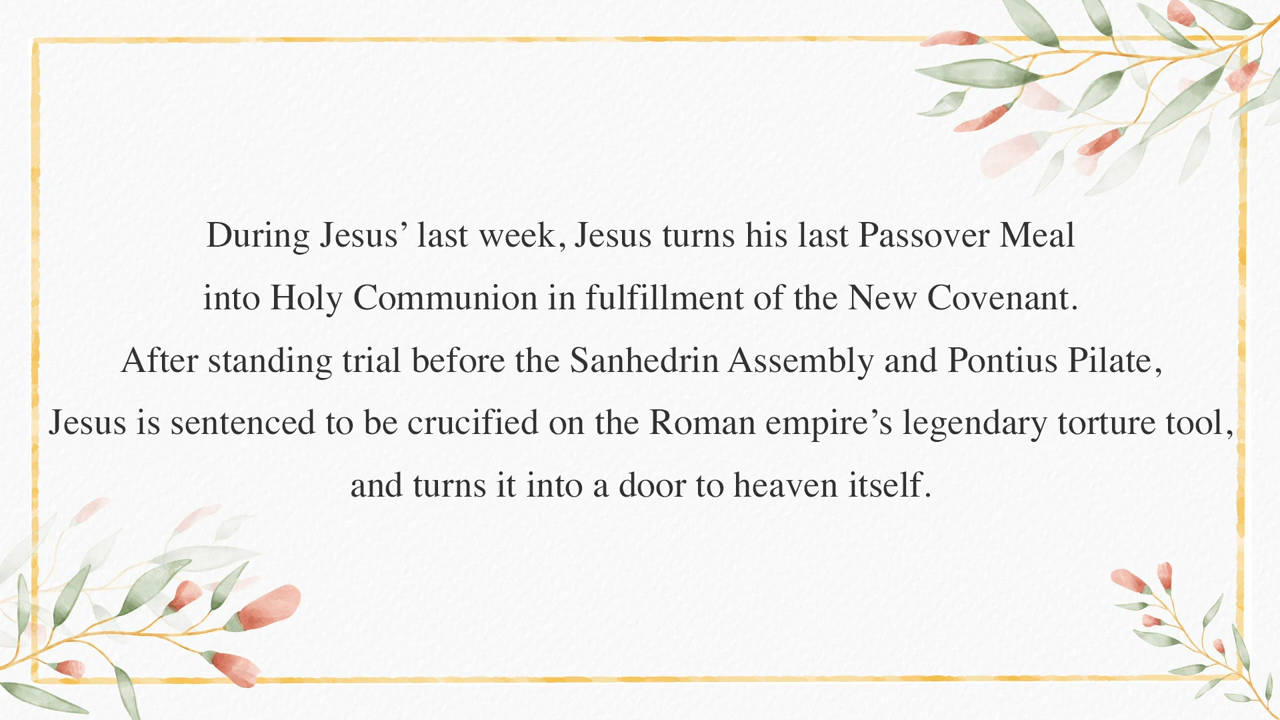 During Jesus’ last week, Jesus turns his last Passover Meal
into Holy Communion in fulfillment of the New Covenant.
After standing trial before the Sanhedrin Assembly and Pontius Pilate,
Jesus is sentenced to be crucified on the Roman empire’s legendary torture tool,
and turns it into a door to heaven itself.